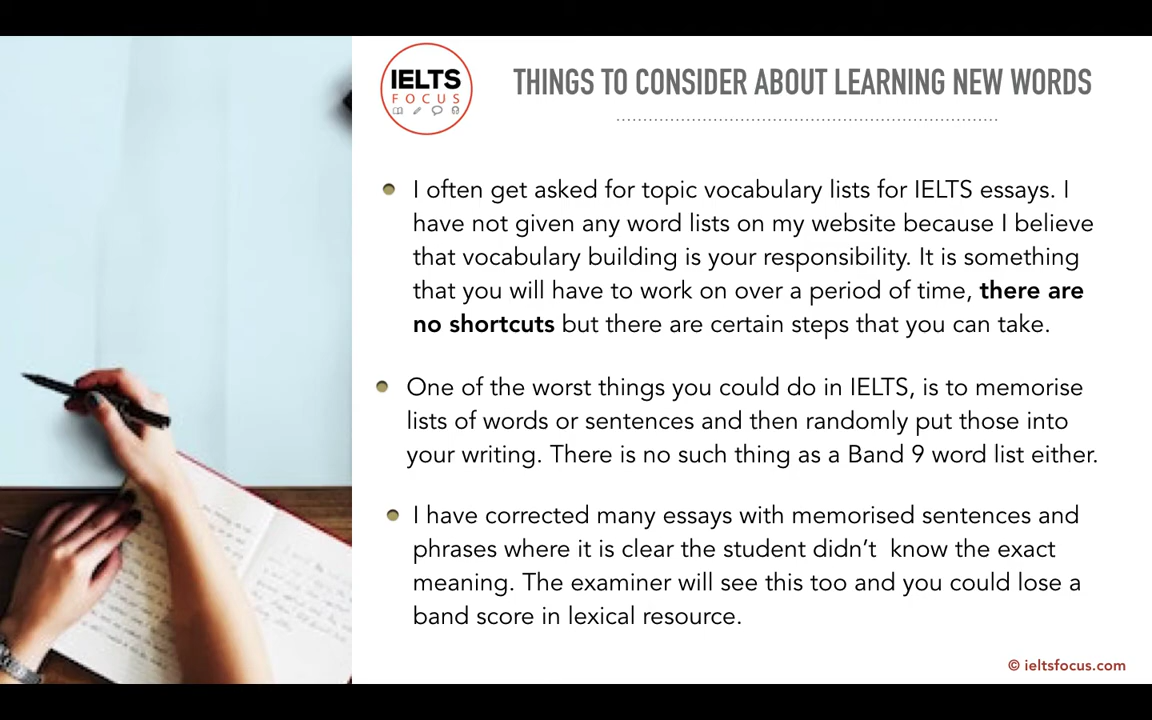 IELTS
FOCUS
THINGS TO CONSIDER ABOUT LEARNING NEW WORDS
I often get asked for topic vocabulary lists for IELTS essays. I
have not given any word lists on my website because I believe
that vocabulary building is your responsibility. It is something
that you will have to work on over a period of time, there are
no shortcuts but there are certain steps that you can take.
One of the worst things you could do in IELTS, is to memorise
lists of words or sentences and then randomly put those into
your writing. There is no such thing as a Band 9 word list either.
I have corrected many essays with memorised sentences and
phrases where it is clear the student didn’t  know the exact
meaning. The examiner will see this too and you could lose a
band score in lexical resource.
© ieltsfocus.com